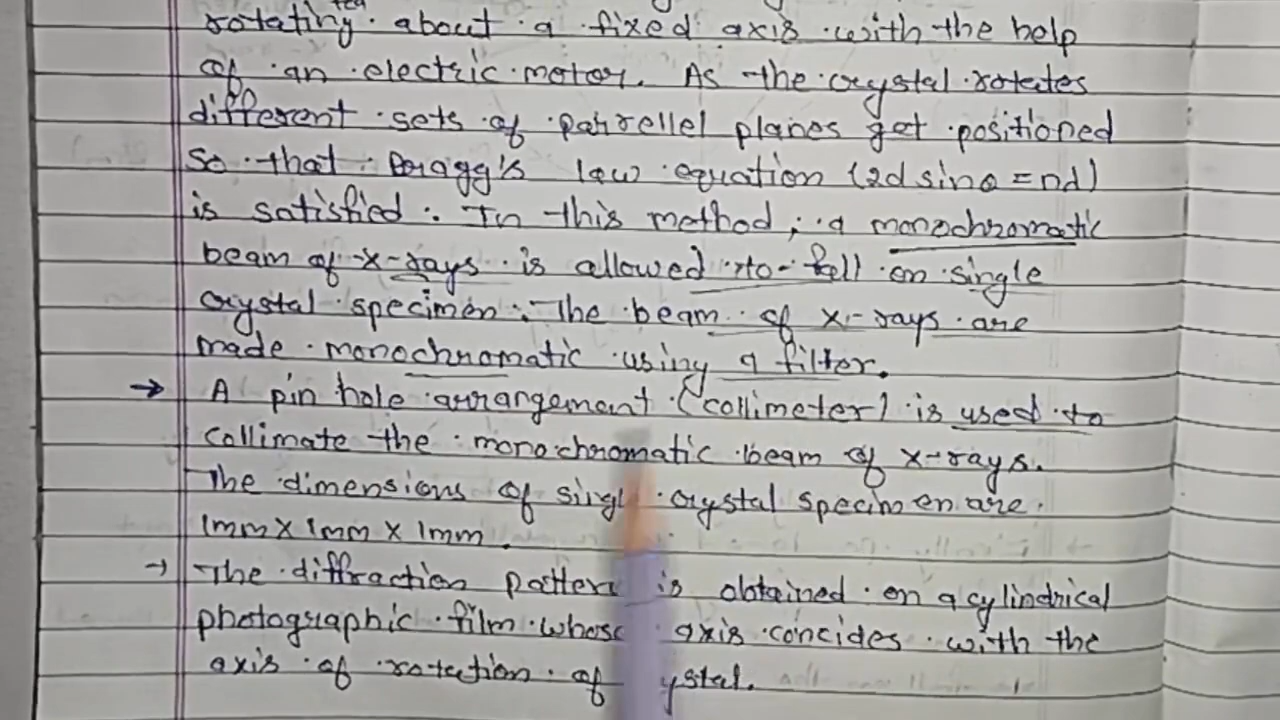 rotating about a fixed axis with the help
of an electric motor. As the crystal rotates
different sets of parrellel planes get positioned
so that Bragg's law equation (2d sinθ = nλ)
is satisfied. In this method, a monochromatic
beam of x-rays is allowed to fall on single
crystal specimen. The beam of x-rays are
made monochromatic using a filter.
→ A pin hole arrangement (collimeter) is used to
collimate the monochromatic beam of x-rays.
The dimensions of singl crystal specimen are
1mm x 1mm x 1mm.
→ The diffraction pattern is obtained on a cylindrical
photographic film whose axis concides with the
axis of rotation of ystal.